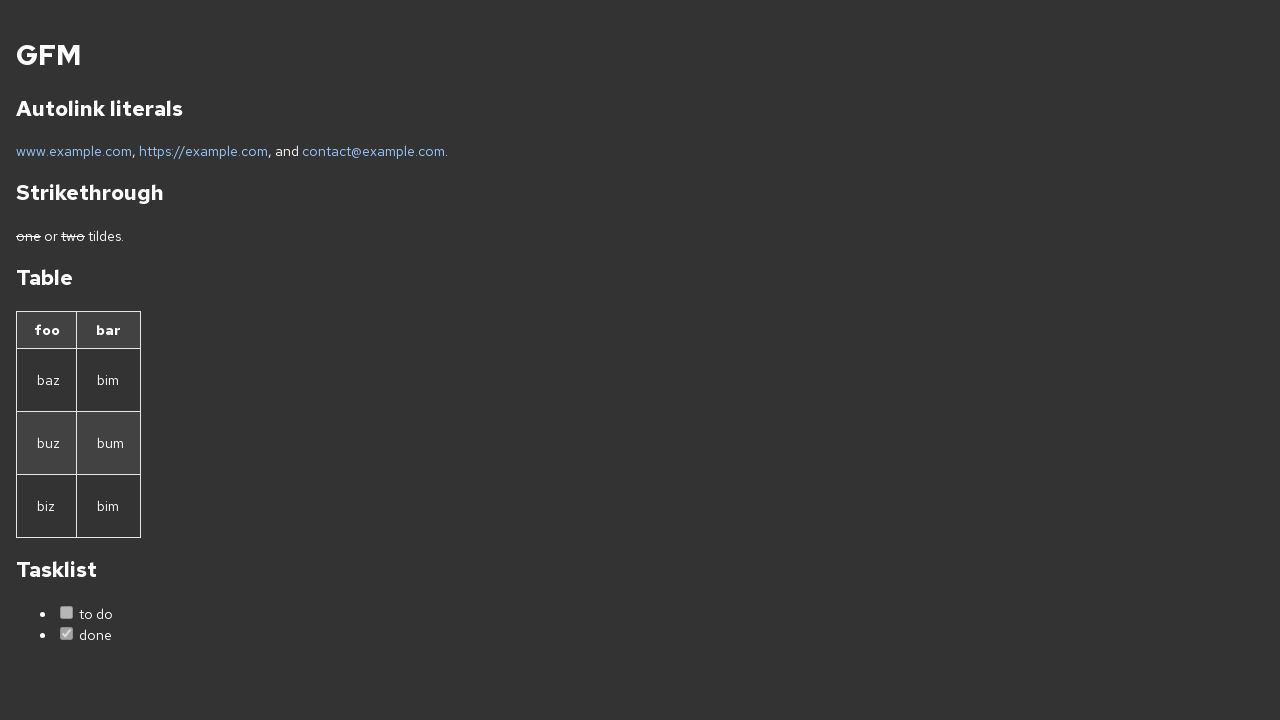 GFM
Autolink literals
www.example.com, https://example.com, and contact@example.com.
Strikethrough
one or two tildes.
Table
foo bar
baz bim
buz bum
biz bim
Tasklist
to do
done